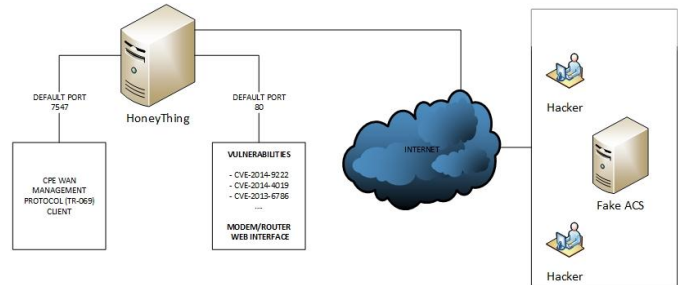 DEFAULT PORT
7547
HoneyThing
DEFAULT PORT
80
CPE WAN
MANAGEMENT
PROTOCOL (TR-069)
CLIENT
VULNERABILITIES
- CVE-2014-9222
- CVE-2014-4019
- CVE-2013-6786
....
MODEM/ROUTER
WEB INTERFACE
INTERNET
Hacker
Fake ACS
Hacker